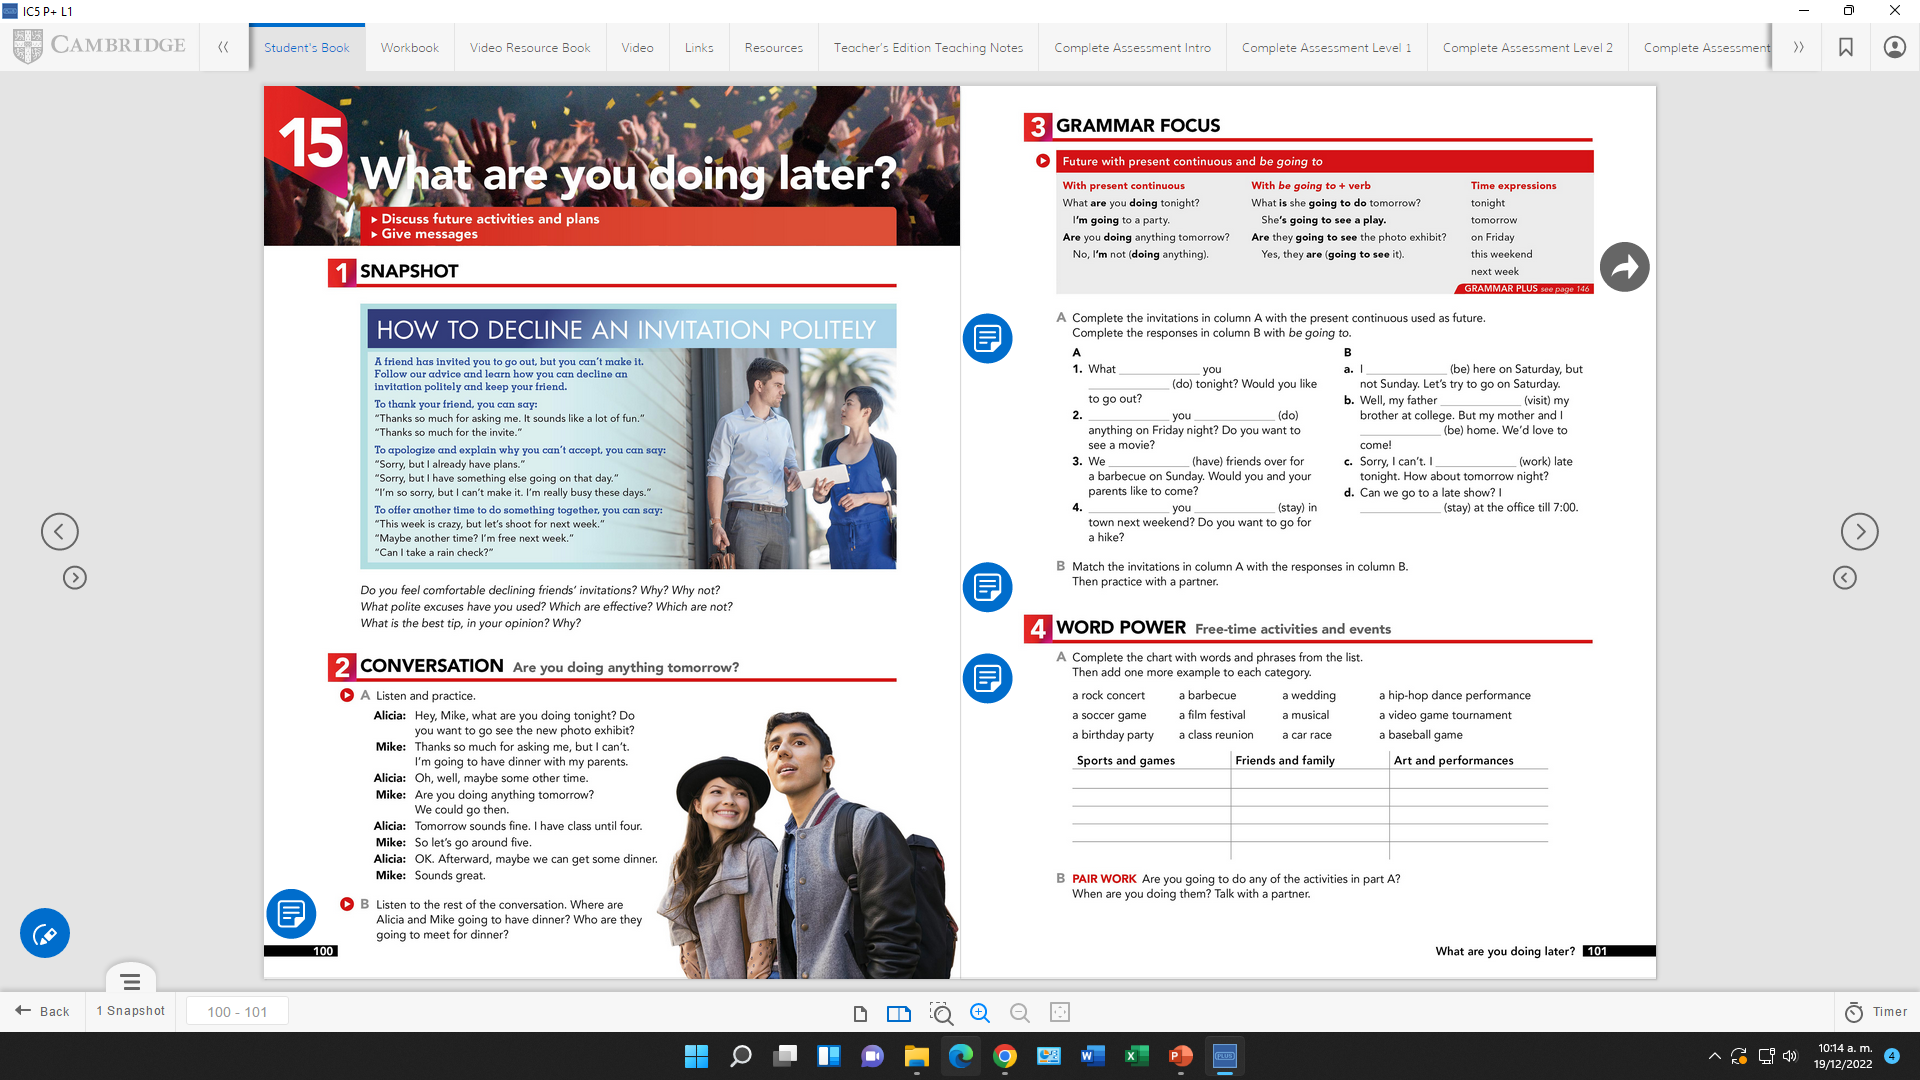 IC5 P+ L1
CAMBRIDGE
Student's Book
Workbook
Video Resource Book
Video
Links
Resources
Teacher's Edition Teaching Notes
Complete Assessment Intro
Complete Assessment Level 1
Complete Assessment Level 2
Complete Assessment
15
What are you doing later?
▸ Discuss future activities and plans
▸ Give messages
1 SNAPSHOT
HOW TO DECLINE AN INVITATION POLITELY
A friend has invited you to go out, but you can't make it.
Follow our advice and learn how you can decline an
invitation politely and keep your friend.
To thank your friend, you can say:
"Thanks so much for asking me. It sounds like a lot of fun."
"Thanks so much for the invite."
To apologize and explain why you can't accept, you can say:
"Sorry, but I already have plans."
"Sorry, but I have something else going on that day."
"I'm so sorry, but I can't make it. I'm really busy these days."
To offer another time to do something together, you can say:
"This week is crazy, but let's shoot for next week."
"Maybe another time? I'm free next week."
"Can I take a rain check?"
Do you feel comfortable declining friends' invitations? Why? Why not?
What polite excuses have you used? Which are effective? Which are not?
What is the best tip, in your opinion? Why?
2 CONVERSATION Are you doing anything tomorrow?
A Listen and practice.
Alicia: Hey, Mike, what are you doing tonight? Do
you want to go see the new photo exhibit?
Mike: Thanks so much for asking me, but I can't.
I'm going to have dinner with my parents.
Alicia: Oh, well, maybe some other time.
Mike: Are you doing anything tomorrow?
We could go then.
Alicia: Tomorrow sounds fine. I have class until four.
Mike: So let's go around five.
Alicia: OK. Afterward, maybe we can get some dinner.
Mike: Sounds great.
B Listen to the rest of the conversation. Where are
Alicia and Mike going to have dinner? Who are they
going to meet for dinner?
100
3 GRAMMAR FOCUS
Future with present continuous and be going to
With present continuous
What are you doing tonight?
I'm going to a party.
Are you doing anything tomorrow?
No, I'm not (doing anything).
With be going to + verb
What is she going to do tomorrow?
She's going to see a play.
Are they going to see the photo exhibit?
Yes, they are (going to see it).
Time expressions
tonight
tomorrow
on Friday
this weekend
next week
GRAMMAR PLUS see page 146
A Complete the invitations in column A with the present continuous used as future.
Complete the responses in column B with be going to.
A
1. What ____________ you
____________ (do) tonight? Would you like
to go out?
2. ____________ you ____________ (do)
anything on Friday night? Do you want to
see a movie?
3. We ____________ (have) friends over for
a barbecue on Sunday. Would you and your
parents like to come?
4. ____________ you ____________ (stay) in
town next weekend? Do you want to go for
a hike?
B
a. I ____________ (be) here on Saturday, but
not Sunday. Let's try to go on Saturday.
b. Well, my father ____________ (visit) my
brother at college. But my mother and I
____________ (be) home. We'd love to
come!
c. Sorry, I can't. I ____________ (work) late
tonight. How about tomorrow night?
d. Can we go to a late show? I
____________ (stay) at the office till 7:00.
B Match the invitations in column A with the responses in column B.
Then practice with a partner.
4 WORD POWER Free-time activities and events
A Complete the chart with words and phrases from the list.
Then add one more example to each category.
a rock concert a barbecue a wedding a hip-hop dance performance
a soccer game a film festival a musical a video game tournament
a birthday party a class reunion a car race a baseball game
Sports and games Friends and family Art and performances
B PAIR WORK Are you going to do any of the activities in part A?
When are you doing them? Talk with a partner.
What are you doing later? 101
Back
1 Snapshot
100 - 101
Timer
PLUS
10:14 a. m.
19/12/2022
4